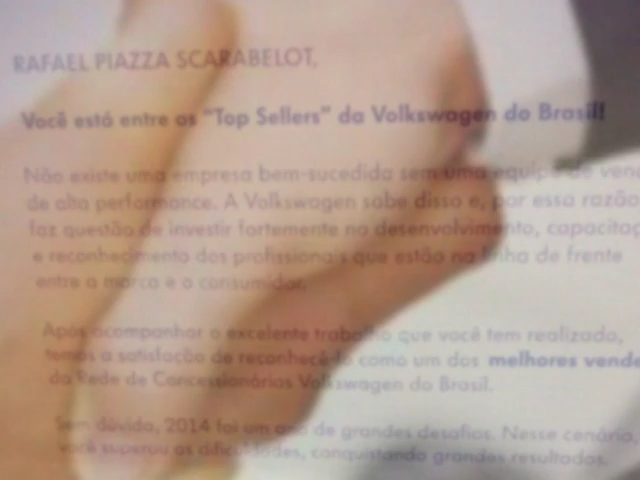 RAFAEL PIAZZA SCARABELOT,
Você está entre os "Top Sellers" da Volkswagen do Brasil!
Não existe uma empresa bem-sucedida sem uma equipe de
de alta performance. A Volkswagen sabe disso e, por essa razão
faz questão de investir fortemente no desenvolvimento,
e reconhecimento dos profissionais que estão na linha de frente
entre a marca e o consumidor.
Após acompanhar o excelente trabalho que você tem realizado,
temos a satisfação de reconhecê-lo como um dos melhores
da Rede de Concessionárias Volkswagen do Brasil.
Sem dúvida, 2014 foi um ano de grandes desafios. Nesse cenário,
você superou as dificuldades, conquistando grandes resultados.